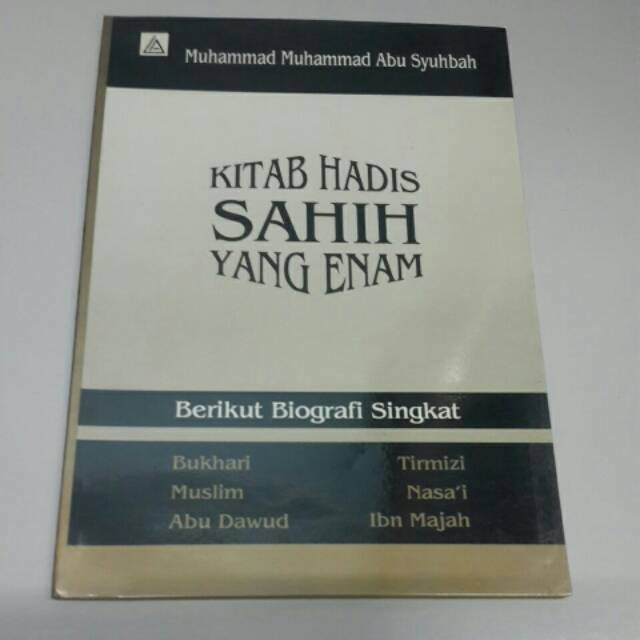 Muhammad Muhammad Abu Syuhbah
KITAB HADIS
SAHIH
YANG ENAM
Berikut Biografi Singkat
Bukhari Tirmizi
Muslim Nasa'i
Abu Dawud Ibn Majah